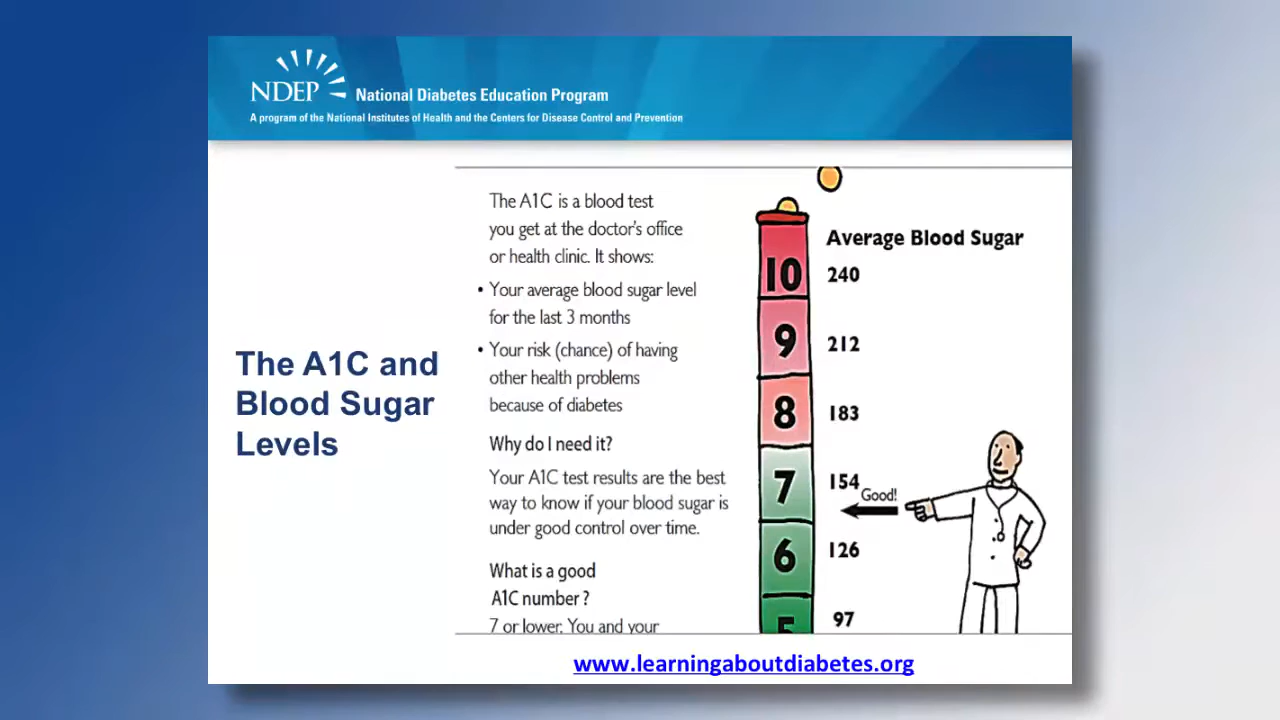 NDEP
National Diabetes Education Program
A program of the National Institutes of Health and the Centers for Disease Control and Prevention
The A1C and
Blood Sugar
Levels
The A1C is a blood test
you get at the doctor's office
or health clinic. It shows:
• Your average blood sugar level
for the last 3 months
• Your risk (chance) of having
other health problems
because of diabetes
Why do I need it?
Your A1C test results are the best
way to know if your blood sugar is
under good control over time.
What is a good
A1C number?
7 or lower. You and your
Average Blood Sugar
10 240
9 212
8 183
7 154
Good!
6 126
5 97
www.learningaboutdiabetes.org